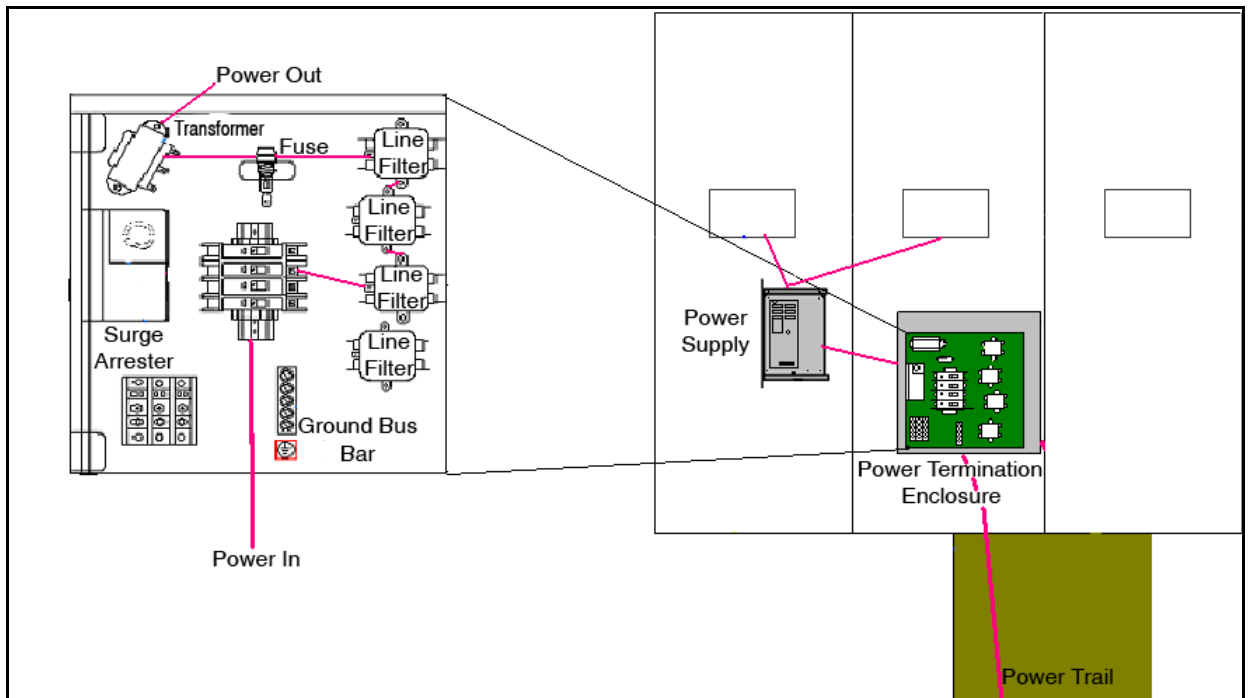 Power Out
Transformer
Fuse
Line
Filter
Line
Filter
Line
Filter
Line
Filter
Surge
Arrester
Ground Bus
Bar
Power In
Power
Supply
Power Termination
Enclosure
Power Trail